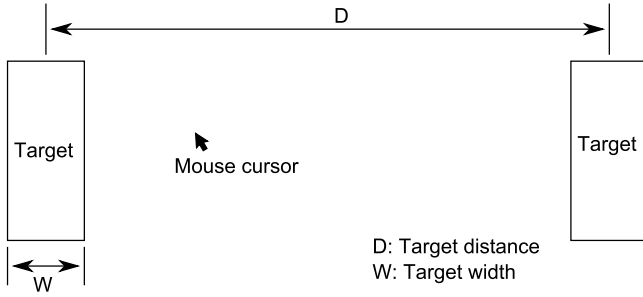 D
Target
Target
Mouse cursor
D: Target distance
W: Target width
W